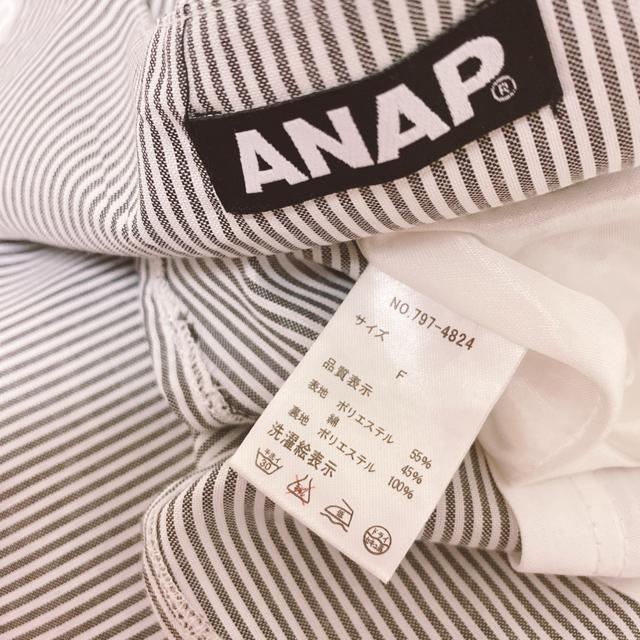 ANAP®
NO.797-4824
サイズ
F
品質表示
表地 ポリエステル 55%
綿 45%
裏地 ポリエステル 100%
洗濯絵表示
30